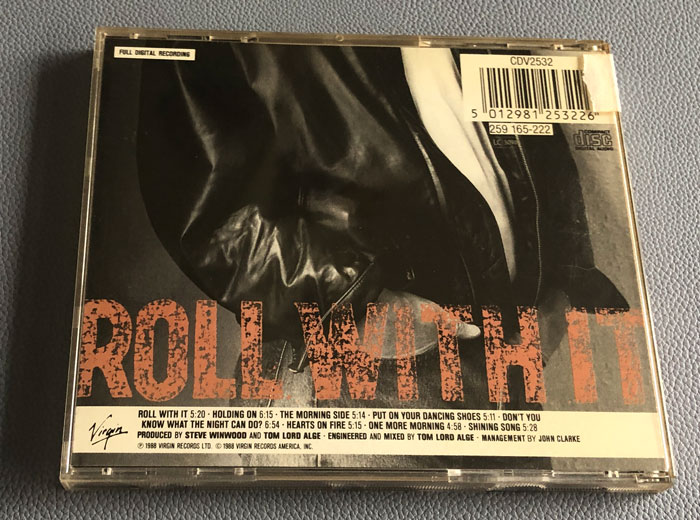 FULL DIGITAL RECORDING
CDV2532
5 012981 253226
259 165-222
COMPACT
disc
DIGITAL AUDIO
ROLL WITH IT
ROLL WITH IT 5:20 · HOLDING ON 6:15 · THE MORNING SIDE 5:14 · PUT ON YOUR DANCING SHOES 5:11 · DON'T YOU
KNOW WHAT THE NIGHT CAN DO? 6:54 · HEARTS ON FIRE 5:15 · ONE MORE MORNING 4:58 · SHINING SONG 5:28
PRODUCED BY STEVE WINWOOD AND TOM LORD ALGE · ENGINEERED AND MIXED BY TOM LORD ALGE · MANAGEMENT BY JOHN CLARKE
℗ 1988 VIRGIN RECORDS LTD. © 1988 VIRGIN RECORDS AMERICA, INC.
Virgin